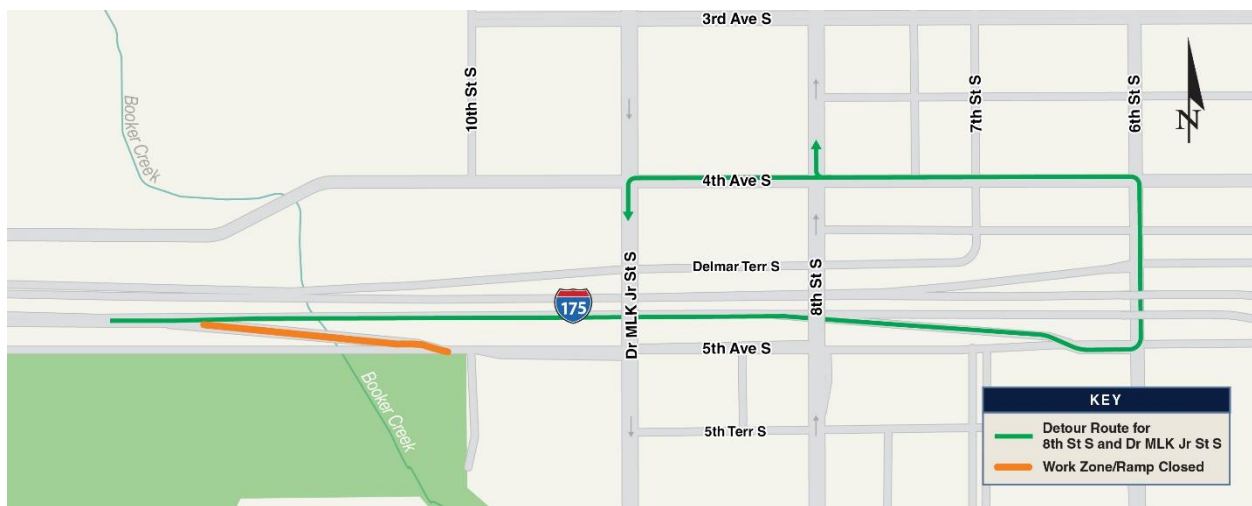 3rd Ave S
10th St S
Dr MLK Jr St S
8th St S
7th St S
6th St S
N
Booker Creek
4th Ave S
Delmar Terr S
175
5th Ave S
Booker Creek
5th Terr S
KEY
Detour Route for
8th St S and Dr MLK Jr St S
Work Zone/Ramp Closed